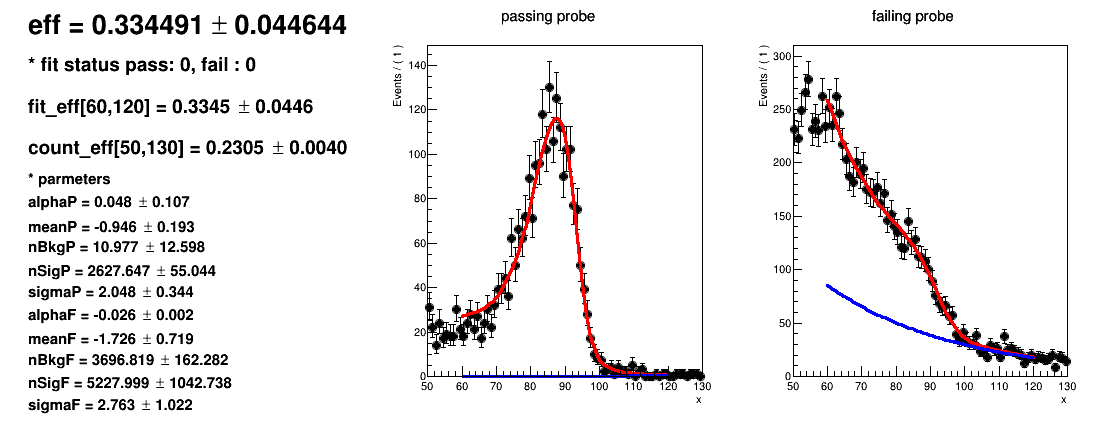 eff = 0.334491 ± 0.044644
* fit status pass: 0, fail : 0
fit_eff[60,120] = 0.3345 ± 0.0446
count_eff[50,130] = 0.2305 ± 0.0040
* parmeters
alphaP = 0.048 ± 0.107
meanP = -0.946 ± 0.193
nBkgP = 10.977 ± 12.598
nSigP = 2627.647 ± 55.044
sigmaP = 2.048 ± 0.344
alphaF = -0.026 ± 0.002
meanF = -1.726 ± 0.719
nBkgF = 3696.819 ± 162.282
nSigF = 5227.999 ± 1042.738
sigmaF = 2.763 ± 1.022
passing probe
Events / ( 1 )
140
120
100
80
60
40
20
0
50 60 70 80 90 100 110 120 130
x
failing probe
Events / ( 1 )
300
250
200
150
100
50
0
50 60 70 80 90 100 110 120 130
x